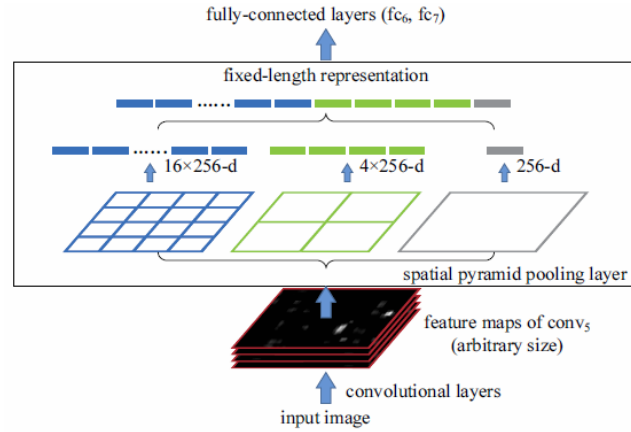 fully-connected layers (fc₆, fc₇)
fixed-length representation
......
......
16×256-d
4×256-d
256-d
spatial pyramid pooling layer
feature maps of conv₅
(arbitrary size)
convolutional layers
input image